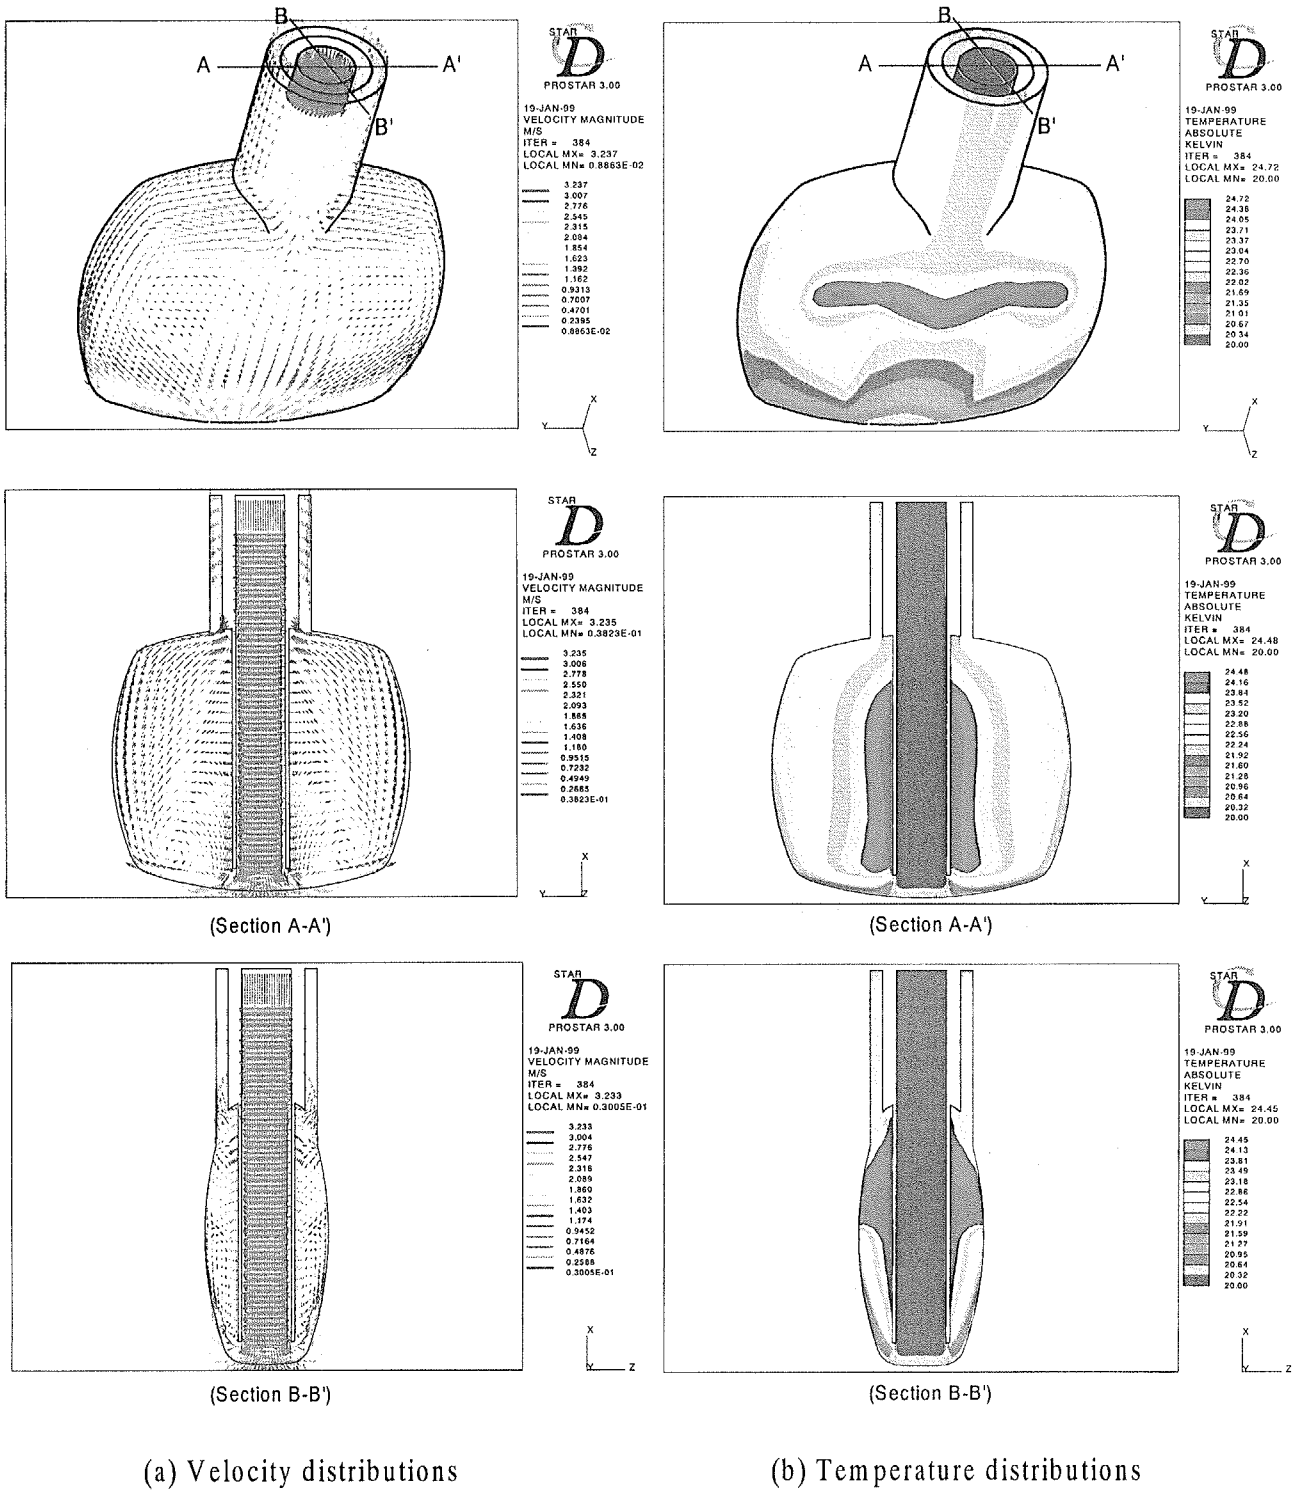 B
A
A'
B'
STAR
CD
PROSTAR 3.00
19-JAN-99
VELOCITY MAGNITUDE
M/S
ITER = 384
LOCAL MX= 3.237
LOCAL MN= 0.8863E-02
3.237
3.007
2.776
2.545
2.315
2.084
1.854
1.623
1.392
1.162
0.9313
0.7007
0.4701
0.2395
0.8863E-02
X
Y
Z
B
A
A'
B'
STAR
CD
PROSTAR 3.00
19-JAN-99
TEMPERATURE
ABSOLUTE
KELVIN
ITER = 384
LOCAL MX= 24.72
LOCAL MN= 20.00
24.72
24.38
24.05
23.71
23.37
23.04
22.70
22.36
22.02
21.69
21.35
21.01
20.67
20.34
20.00
X
Y
Z
STAR
CD
PROSTAR 3.00
19-JAN-99
VELOCITY MAGNITUDE
M/S
ITER = 384
LOCAL MX= 3.235
LOCAL MN= 0.3823E-01
3.235
3.006
2.778
2.550
2.321
2.093
1.865
1.636
1.408
1.180
0.9515
0.7232
0.4949
0.2665
0.3823E-01
X
Y
Z
(Section A-A')
STAR
CD
PROSTAR 3.00
19-JAN-99
TEMPERATURE
ABSOLUTE
KELVIN
ITER = 384
LOCAL MX= 24.48
LOCAL MN= 20.00
24.48
24.16
23.84
23.52
23.20
22.88
22.56
22.24
21.92
21.60
21.28
20.96
20.64
20.32
20.00
X
Y
Z
(Section A-A')
STAR
CD
PROSTAR 3.00
19-JAN-99
VELOCITY MAGNITUDE
M/S
ITER = 384
LOCAL MX= 3.233
LOCAL MN= 0.3005E-01
3.233
3.004
2.776
2.547
2.318
2.089
1.860
1.632
1.403
1.174
0.9452
0.7164
0.4876
0.2588
0.3005E-01
X
Y
Z
(Section B-B')
STAR
CD
PROSTAR 3.00
19-JAN-99
TEMPERATURE
ABSOLUTE
KELVIN
ITER = 384
LOCAL MX= 24.45
LOCAL MN= 20.00
24.45
24.13
23.81
23.49
23.18
22.86
22.54
22.22
21.91
21.59
21.27
20.95
20.64
20.32
20.00
X
Y
Z
(Section B-B')
(a) Velocity distributions
(b) Temperature distributions